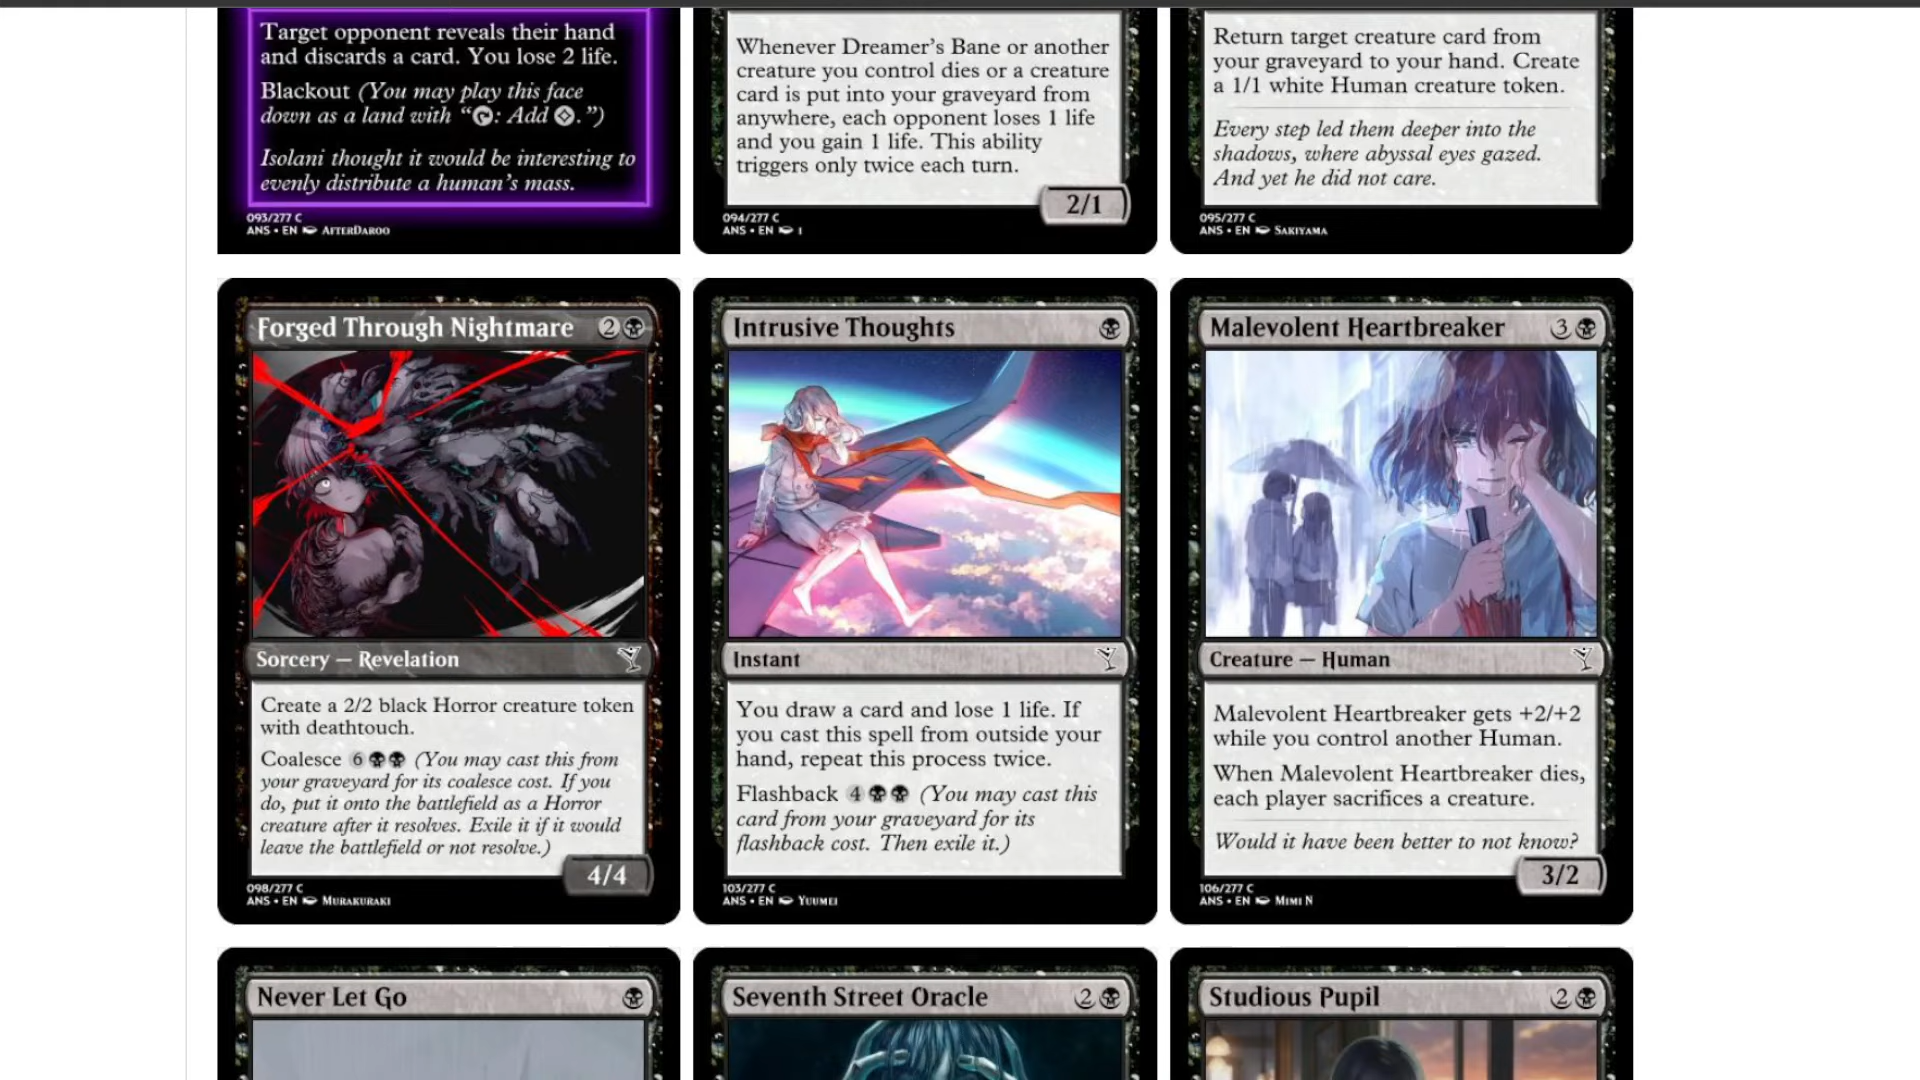 Target opponent reveals their hand
and discards a card. You lose 2 life.
Blackout (You may play this face
down as a land with “: Add .”)
Isolani thought it would be interesting to
evenly distribute a human’s mass.
093/277 C
ANS • EN AfterDaroo
Whenever Dreamer’s Bane or another
creature you control dies or a creature
card is put into your graveyard from
anywhere, each opponent loses 1 life
and you gain 1 life. This ability
triggers only twice each turn.
2/1
094/277 C
ANS • EN 1
Return target creature card from
your graveyard to your hand. Create
a 1/1 white Human creature token.
Every step led them deeper into the
shadows, where abyssal eyes gazed.
And yet he did not care.
095/277 C
ANS • EN Sakiyama
Forged Through Nightmare 2
Sorcery — Revelation
Create a 2/2 black Horror creature token
with deathtouch.
Coalesce 6 (You may cast this from
your graveyard for its coalesce cost. If you
do, put it onto the battlefield as a Horror
creature after it resolves. Exile it if it would
leave the battlefield or not resolve.)
4/4
098/277 C
ANS • EN Murakuraki
Intrusive Thoughts
Instant
You draw a card and lose 1 life. If
you cast this spell from outside your
hand, repeat this process twice.
Flashback 4 (You may cast this
card from your graveyard for its
flashback cost. Then exile it.)
103/277 C
ANS • EN Yuumei
Malevolent Heartbreaker 3
Creature — Human
Malevolent Heartbreaker gets +2/+2
while you control another Human.
When Malevolent Heartbreaker dies,
each player sacrifices a creature.
Would it have been better to not know?
3/2
106/277 C
ANS • EN Mimi N
Never Let Go
Seventh Street Oracle 2
Studious Pupil 2